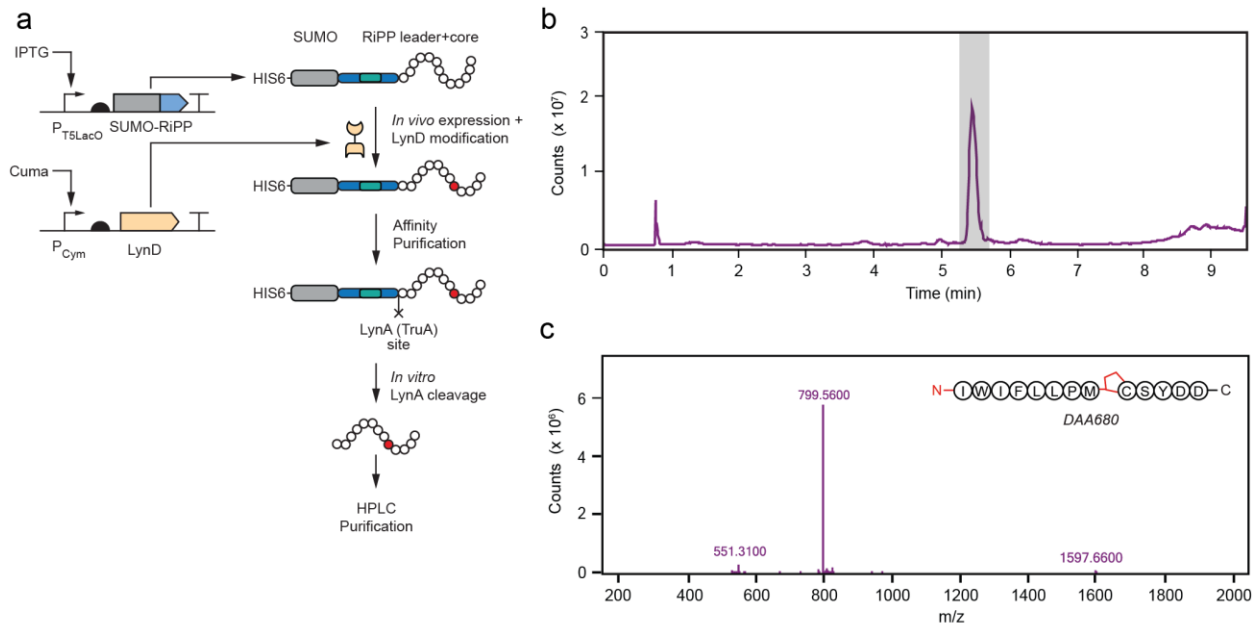 a
IPTG
P_T5LacO
SUMO-RiPP
Cuma
P_Cym
LynD
SUMO
RiPP leader+core
HIS6
In vivo expression +
LynD modification
HIS6
Affinity
Purification
HIS6
LynA (TruA)
site
In vitro
LynA cleavage
HPLC
Purification
b
Counts (x 10⁷)
3
2
1
0
0 1 2 3 4 5 6 7 8 9
Time (min)
c
Counts (x 10⁶)
6
4
2
0
799.5600
551.3100
1597.6600
N I W I F L L P M C S Y D D C
DAA680
200 400 600 800 1000 1200 1400 1600 1800 2000
m/z